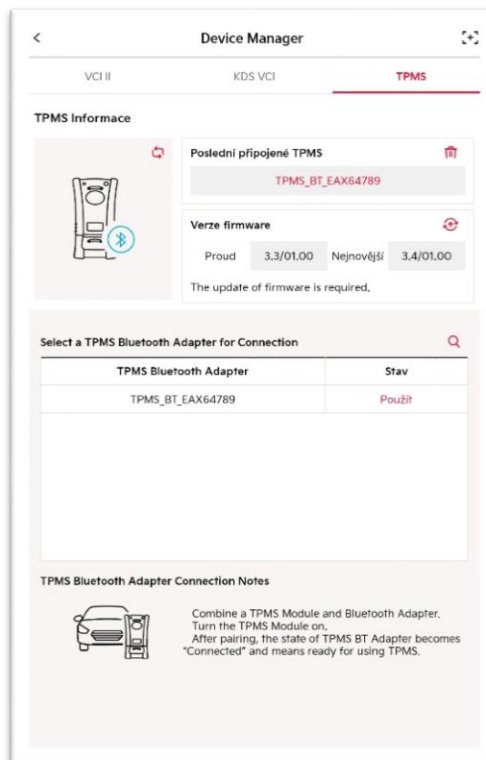 Device Manager
VCI II
KDS VCI
TPMS
TPMS Informace
Poslední připojené TPMS
TPMS_BT_EAX64789
Verze firmware
Proud 3.3/01.00 Nejnovější 3.4/01.00
The update of firmware is required.
Select a TPMS Bluetooth Adapter for Connection
TPMS Bluetooth Adapter Stav
TPMS_BT_EAX64789 Použít
TPMS Bluetooth Adapter Connection Notes
Combine a TPMS Module and Bluetooth Adapter.
Turn the TPMS Module on.
After pairing, the state of TPMS BT Adapter becomes
"Connected" and means ready for using TPMS.